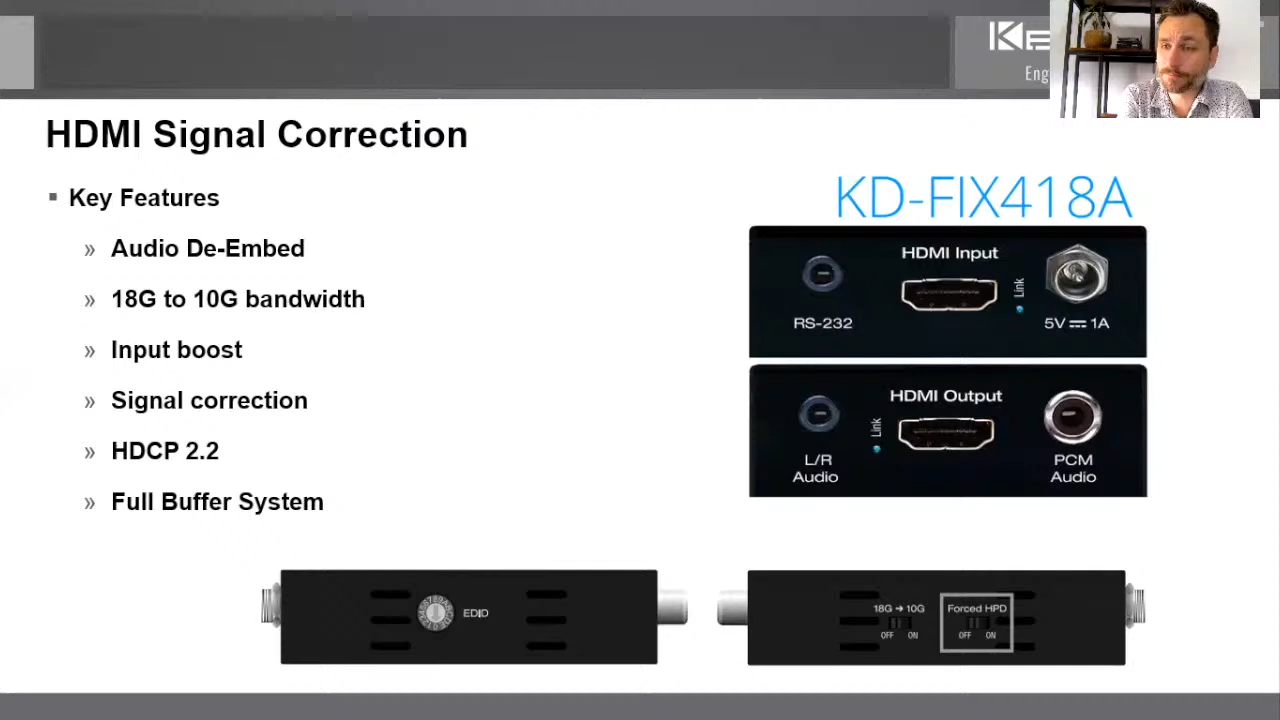 HDMI Signal Correction
Key Features
Audio De-Embed
18G to 10G bandwidth
Input boost
Signal correction
HDCP 2.2
Full Buffer System
KD-FIX418A
HDMI Input
Link
RS-232
5V 1A
HDMI Output
Link
L/R
Audio
PCM
Audio
EDID
18G → 10G
OFF ON
Forced HPD
OFF ON